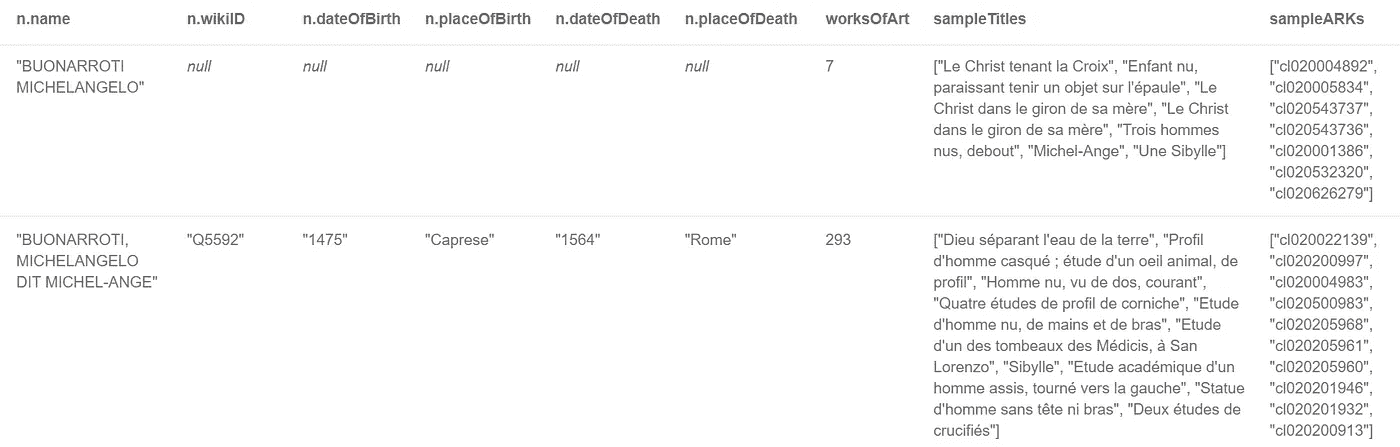 n.name n.wikiID n.dateOfBirth n.placeOfBirth n.dateOfDeath n.placeOfDeath worksOfArt sampleTitles sampleARKs
"BUONARROTI null null null null null 7 ["Le Christ tenant la Croix", "Enfant nu, ["cl020004892",
MICHELANGELO" paraissant tenir un objet sur l'épaule", "Le "cl020005834",
Christ dans le giron de sa mère", "Le Christ "cl020543737",
dans le giron de sa mère", "Trois hommes "cl020543736",
nus, debout", "Michel-Ange", "Une Sibylle"] "cl020001386",
"cl020532320",
"cl020626279"]
"BUONARROTI, "Q5592" "1475" "Caprese" "1564" "Rome" 293 ["Dieu séparant l'eau de la terre", "Profil ["cl020022139",
MICHELANGELO d'homme casqué ; étude d'un oeil animal, de "cl020200997",
DIT MICHEL-ANGE" profil", "Homme nu, vu de dos, courant", "cl020004983",
"Quatre études de profil de corniche", "Etude "cl020500983",
d'homme nu, de mains et de bras", "Etude "cl020205968",
d'un des tombeaux des Médicis, à San "cl020205961",
Lorenzo", "Sibylle", "Etude académique d'un "cl020205960",
homme assis, tourné vers la gauche", "Statue "cl020201946",
d'homme sans tête ni bras", "Deux études de "cl020201932",
crucifiés"] "cl020200913"]